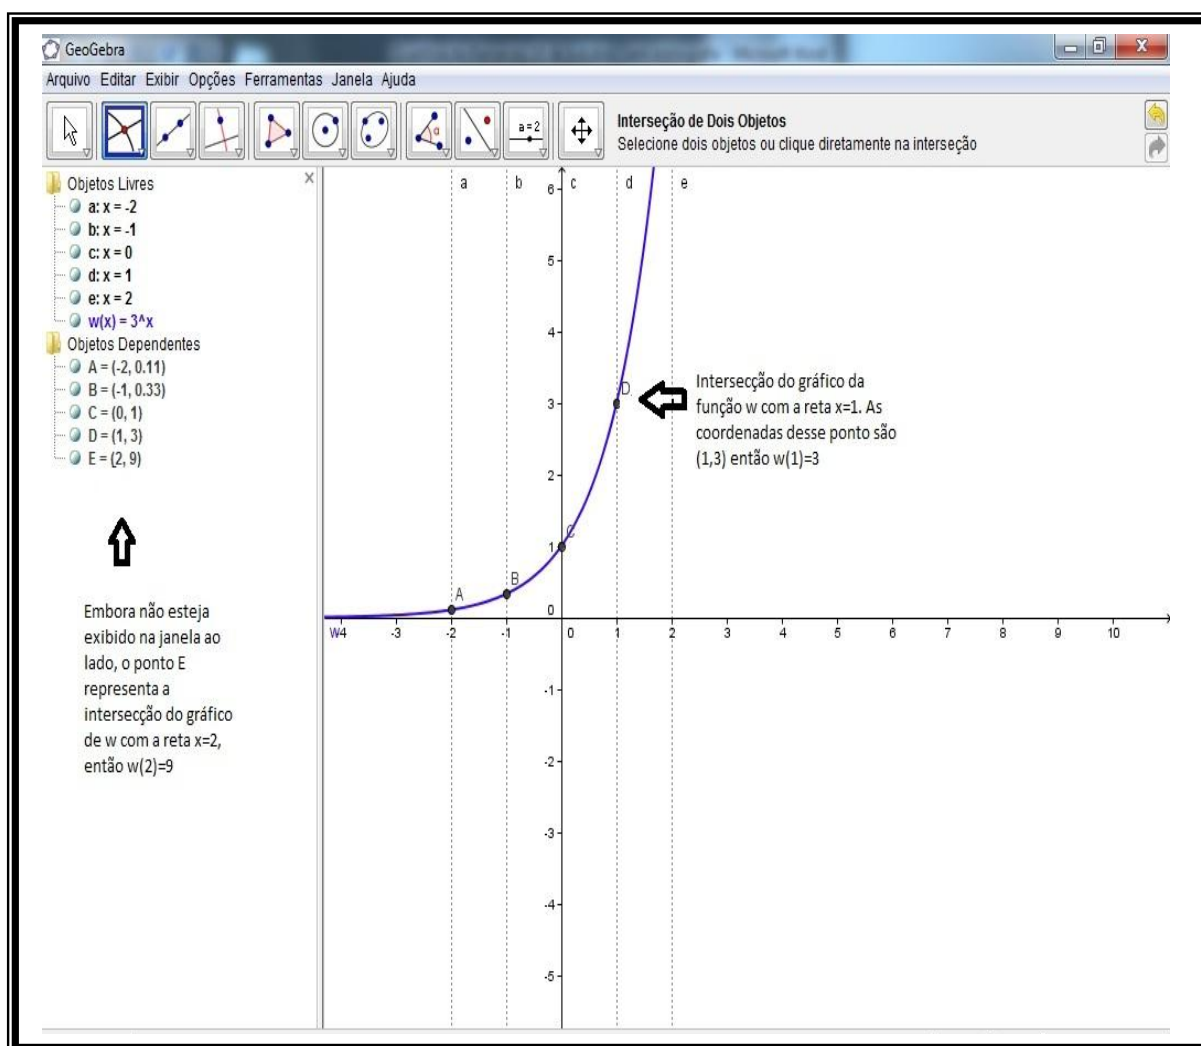 GeoGebra
Arquivo Editar Exibir Opções Ferramentas Janela Ajuda
a=2
Interseção de Dois Objetos
Selecione dois objetos ou clique diretamente na interseção
Objetos Livres
a: x = -2
b: x = -1
c: x = 0
d: x = 1
e: x = 2
w(x) = 3^x
Objetos Dependentes
A = (-2, 0.11)
B = (-1, 0.33)
C = (0, 1)
D = (1, 3)
E = (2, 9)
Embora não esteja
exibido na janela ao
lado, o ponto E
representa a
intersecção do gráfico
de w com a reta x=2,
então w(2)=9
a b c d e
6
5
4
3
2
1
0
-1
-2
-3
-4
-5
D
C
B
A
Intersecção do gráfico da
função w com a reta x=1. As
coordenadas desse ponto são
(1,3) então w(1)=3
w4 -3 -2 -1 0 1 2 3 4 5 6 7 8 9 10